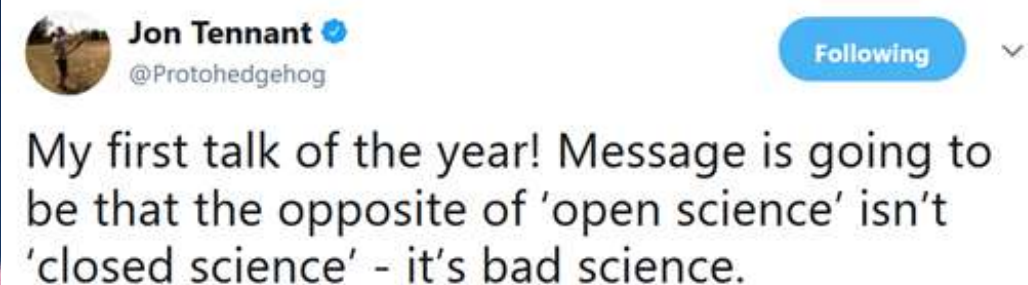 Jon Tennant
@Protohedgehog
Following
My first talk of the year! Message is going to
be that the opposite of ‘open science’ isn’t
‘closed science’ - it’s bad science.